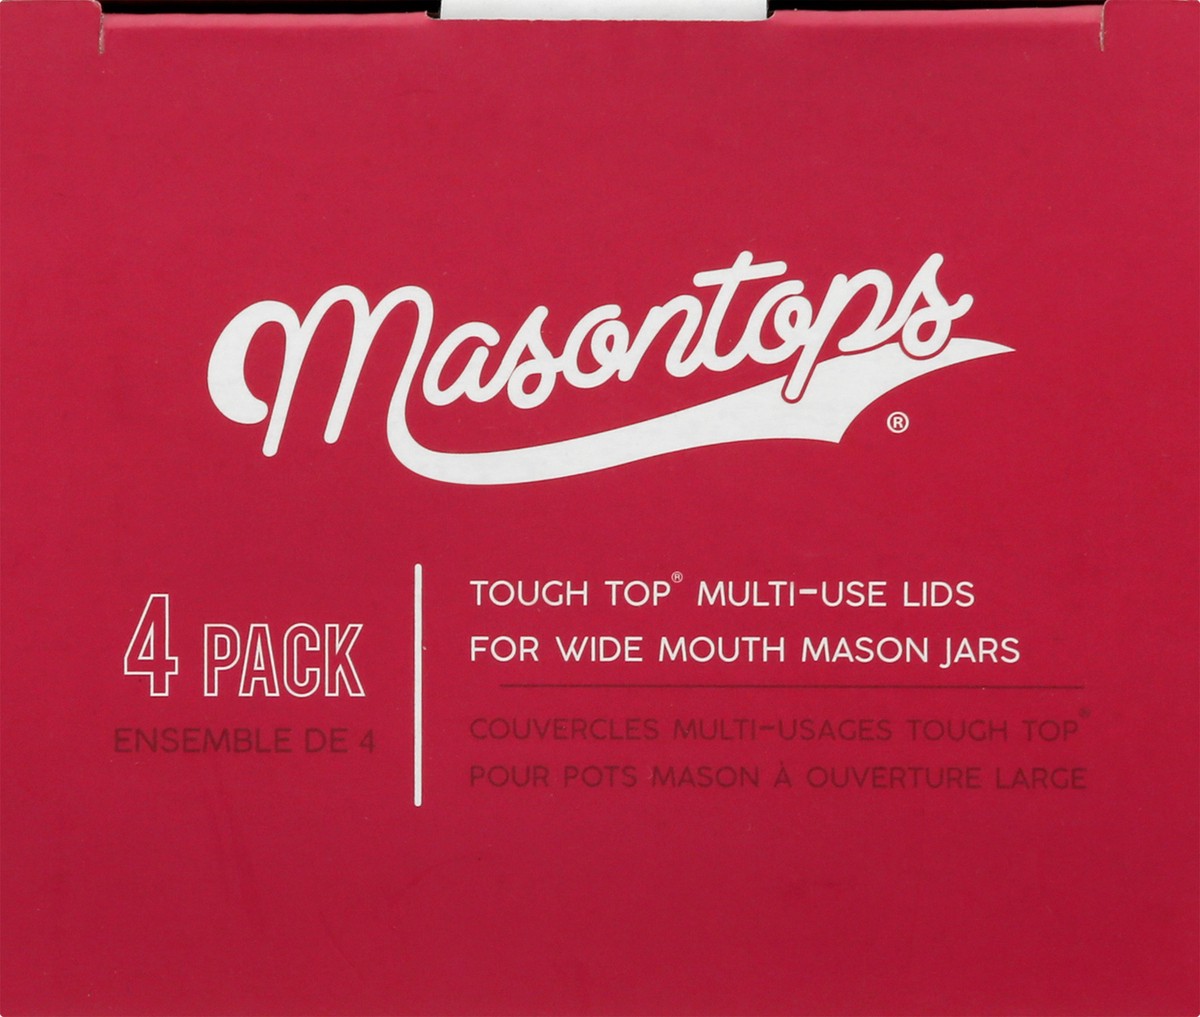 Masontops®
4 PACK
ENSEMBLE DE 4
TOUGH TOP® MULTI-USE LIDS
FOR WIDE MOUTH MASON JARS
COUVERCLES MULTI-USAGES TOUGH TOP®
POUR POTS MASON À OUVERTURE LARGE